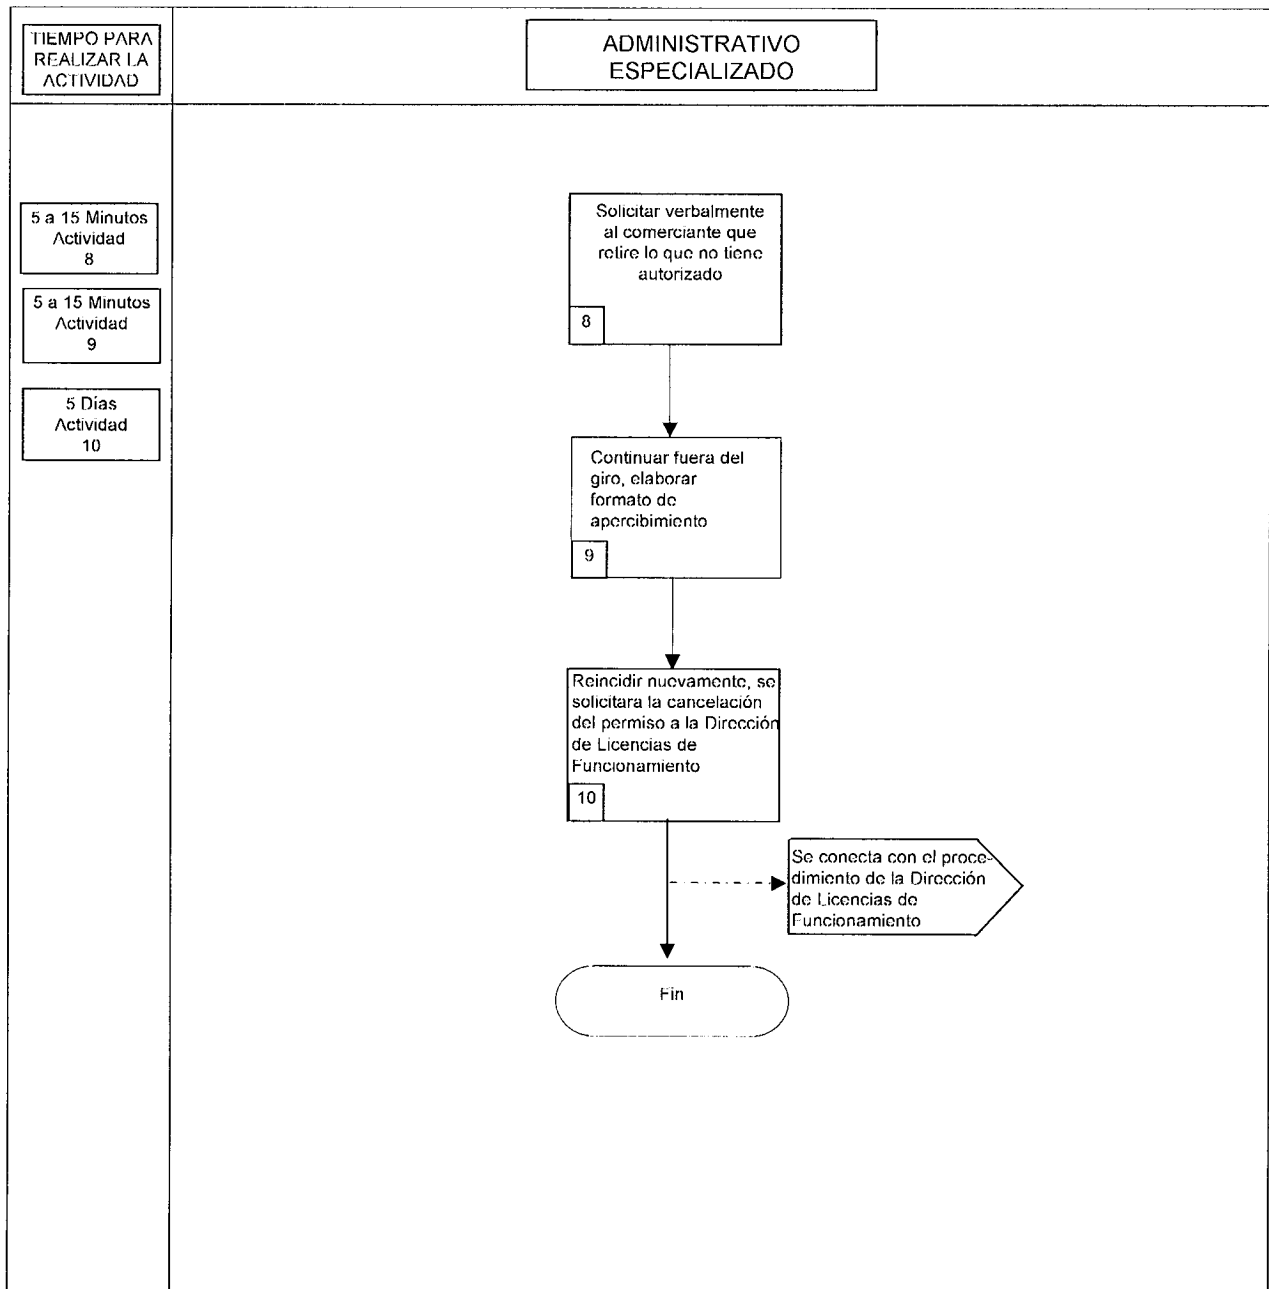 TIEMPO PARA
REALIZAR LA
ACTIVIDAD
ADMINISTRATIVO
ESPECIALIZADO
5 a 15 Minutos
Actividad
8
5 a 15 Minutos
Actividad
9
5 Días
Actividad
10
Solicitar verbalmente
al comerciante que
retire lo que no tiene
autorizado
8
Continuar fuera del
giro, elaborar
formato de
apercibimiento
9
Reincidir nuevamente, se
solicitara la cancelación
del permiso a la Dirección
de Licencias de
Funcionamiento
10
Se conecta con el proce-
dimiento de la Dirección
de Licencias de
Funcionamiento
Fin